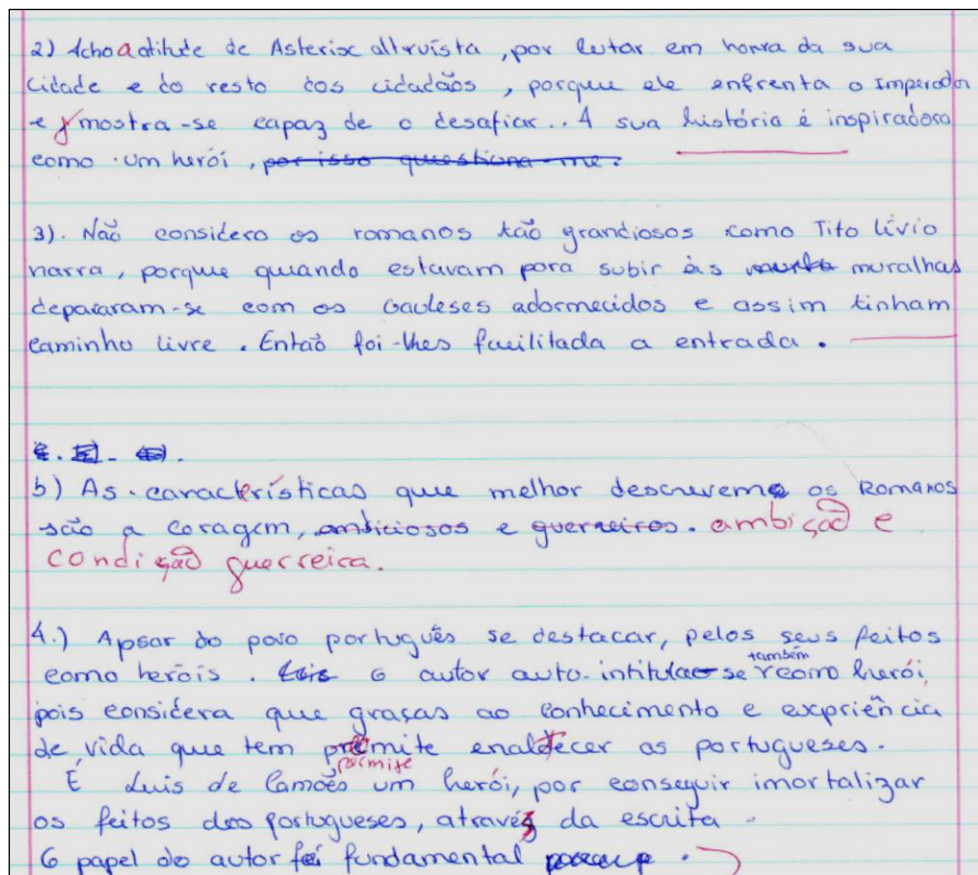 2) Acho a atitude de Asterix altruísta, por lutar em honra da sua
cidade e do resto dos cidadãos, porque ele enfrenta o Imperador
e mostra-se capaz de o desafiar.. A sua história é inspiradora
como um herói, por isso questiona-me.
3). Não considero os romanos tão grandiosos como Tito Lívio
narra, porque quando estavam para subir às muralhas
depararam-se com os Gauleses adormecidos e assim tinham
caminho livre. Então foi-lhes facilitada a entrada.
b) As características que melhor descrevem os Romanos
são a coragem, ambiciosos e guerreiros. ambição e
condição guerreira.
4.) Apsar do povo português se destacar, pelos seus feitos
como heróis. O autor auto-intitula-se também como herói,
pois considera que graças ao conhecimento e expriência
de vida que tem premite enaltecer os portugueses.
permite
É Luis de Camões um herói, por conseguir imortalizar
os feitos dos portugueses, através da escrita.
O papel do autor foi fundamental.